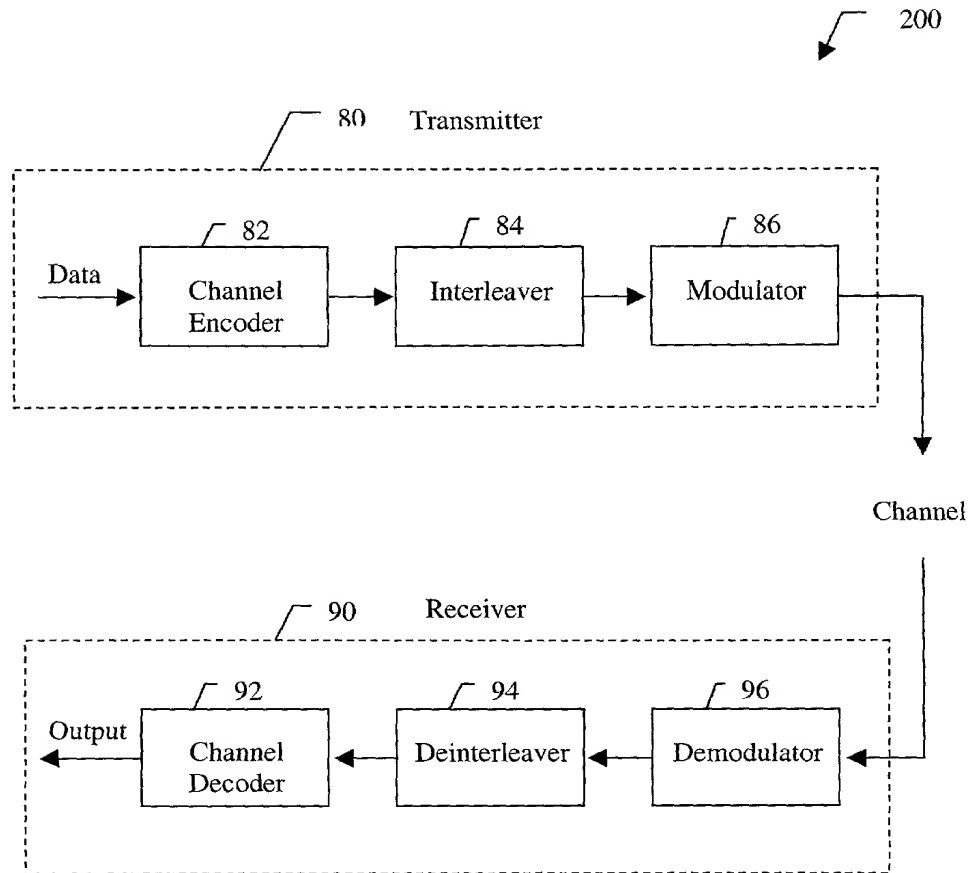 200
80 Transmitter
82
84
86
Data
Channel
Encoder
Interleaver
Modulator
Channel
90 Receiver
92
94
96
Output
Channel
Decoder
Deinterleaver
Demodulator